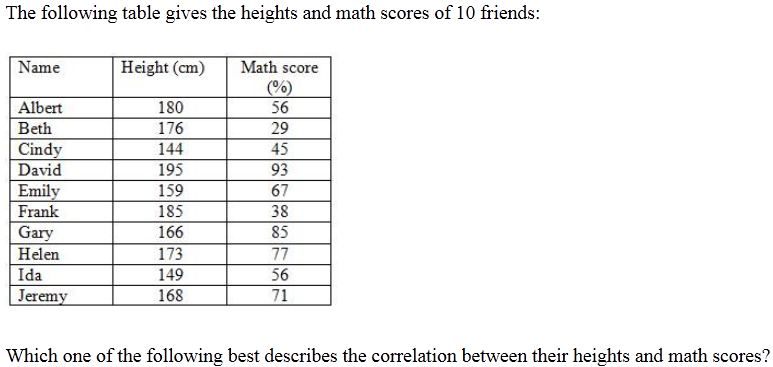 The following table gives the heights and math scores of 10 friends:
Name Height (cm) Math score
(%)
Albert 180 56
Beth 176 29
Cindy 144 45
David 195 93
Emily 159 67
Frank 185 38
Gary 166 85
Helen 173 77
Ida 149 56
Jeremy 168 71
Which one of the following best describes the correlation between their heights and math scores?